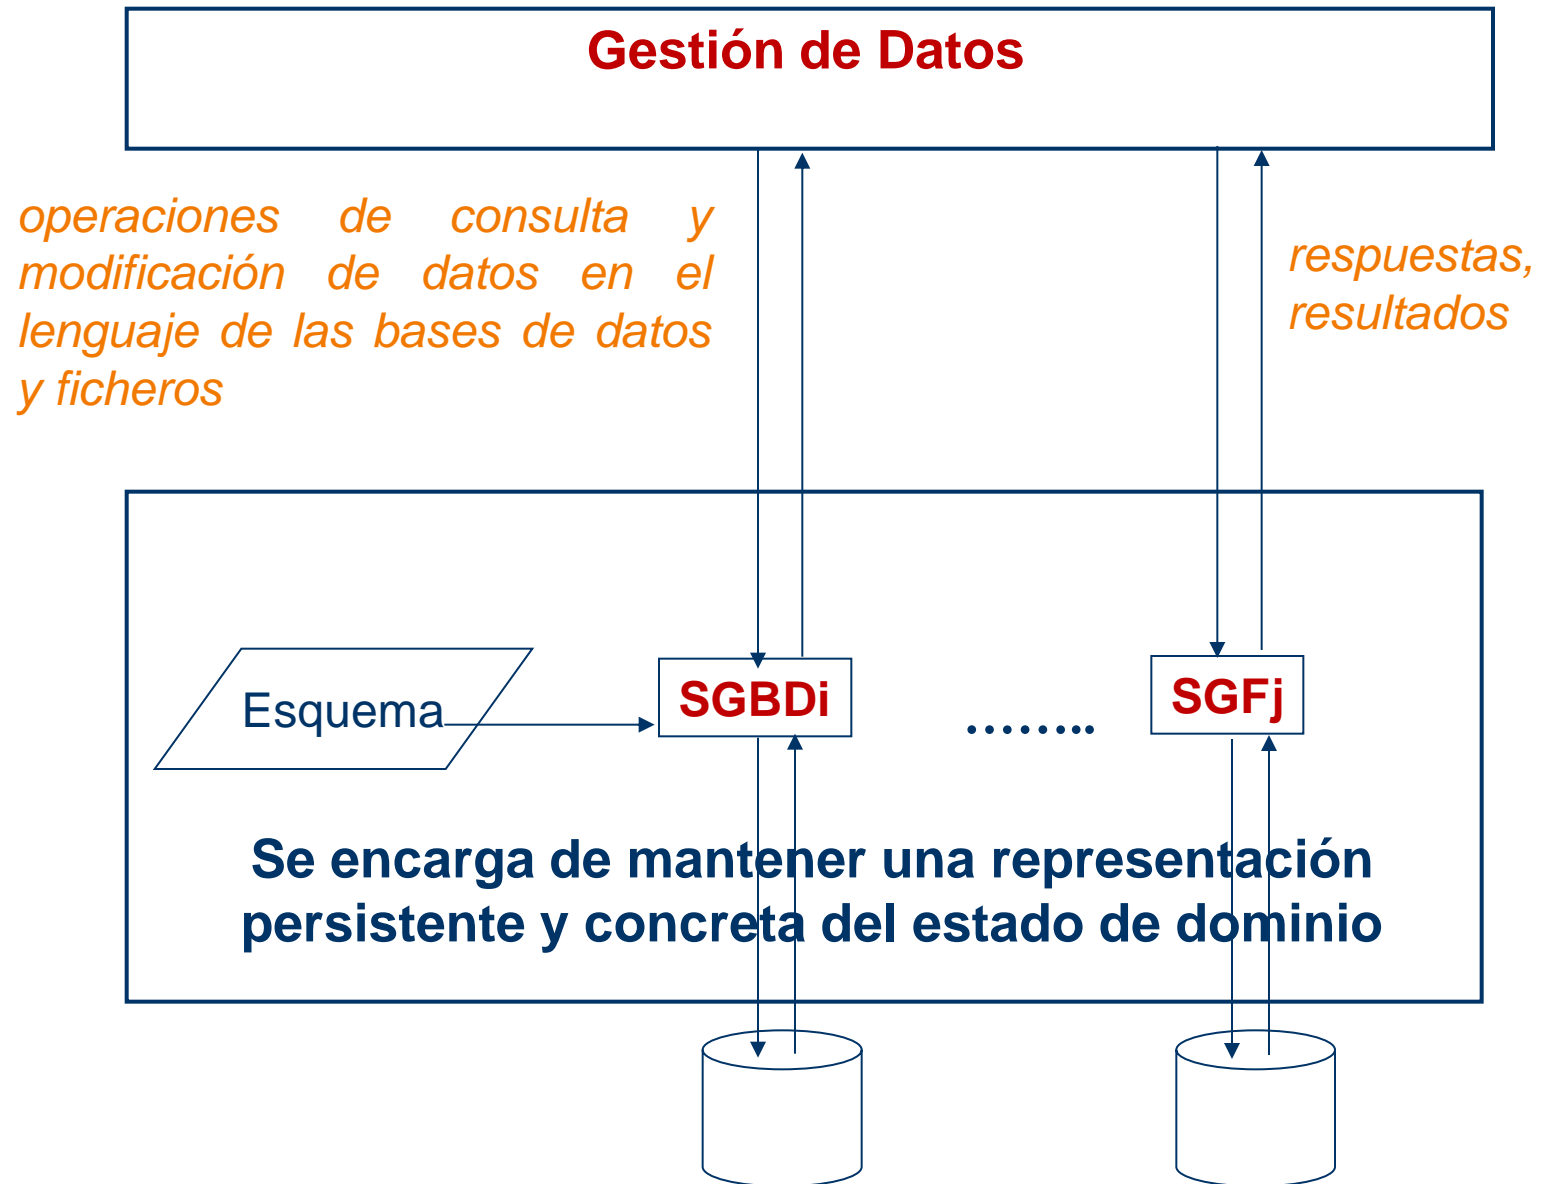 Gestión de Datos
operaciones de consulta y
modificación de datos en el
lenguaje de las bases de datos
y ficheros
respuestas,
resultados
Esquema
SGBDi
........
SGFj
Se encarga de mantener una representación
persistente y concreta del estado de dominio